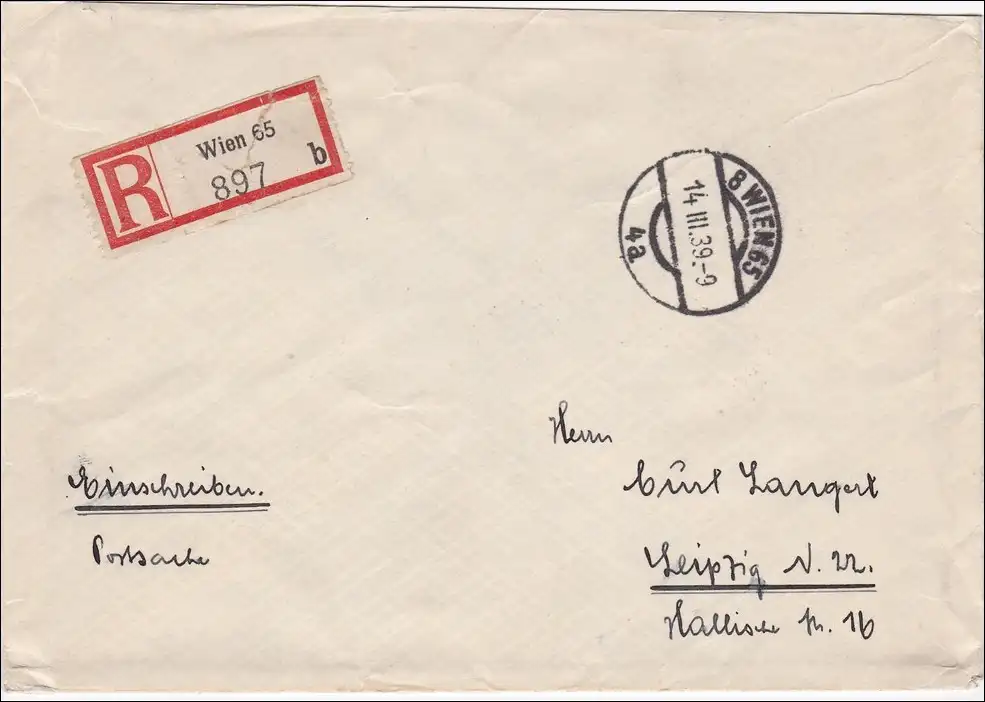 R
Wien 65
b
897
8 WIEN 65
14.III.39.-9
4a
Herrn
Curt Langert
Leipzig N. 22.
Hallische Str. 16
Einschreiben.
Postsache